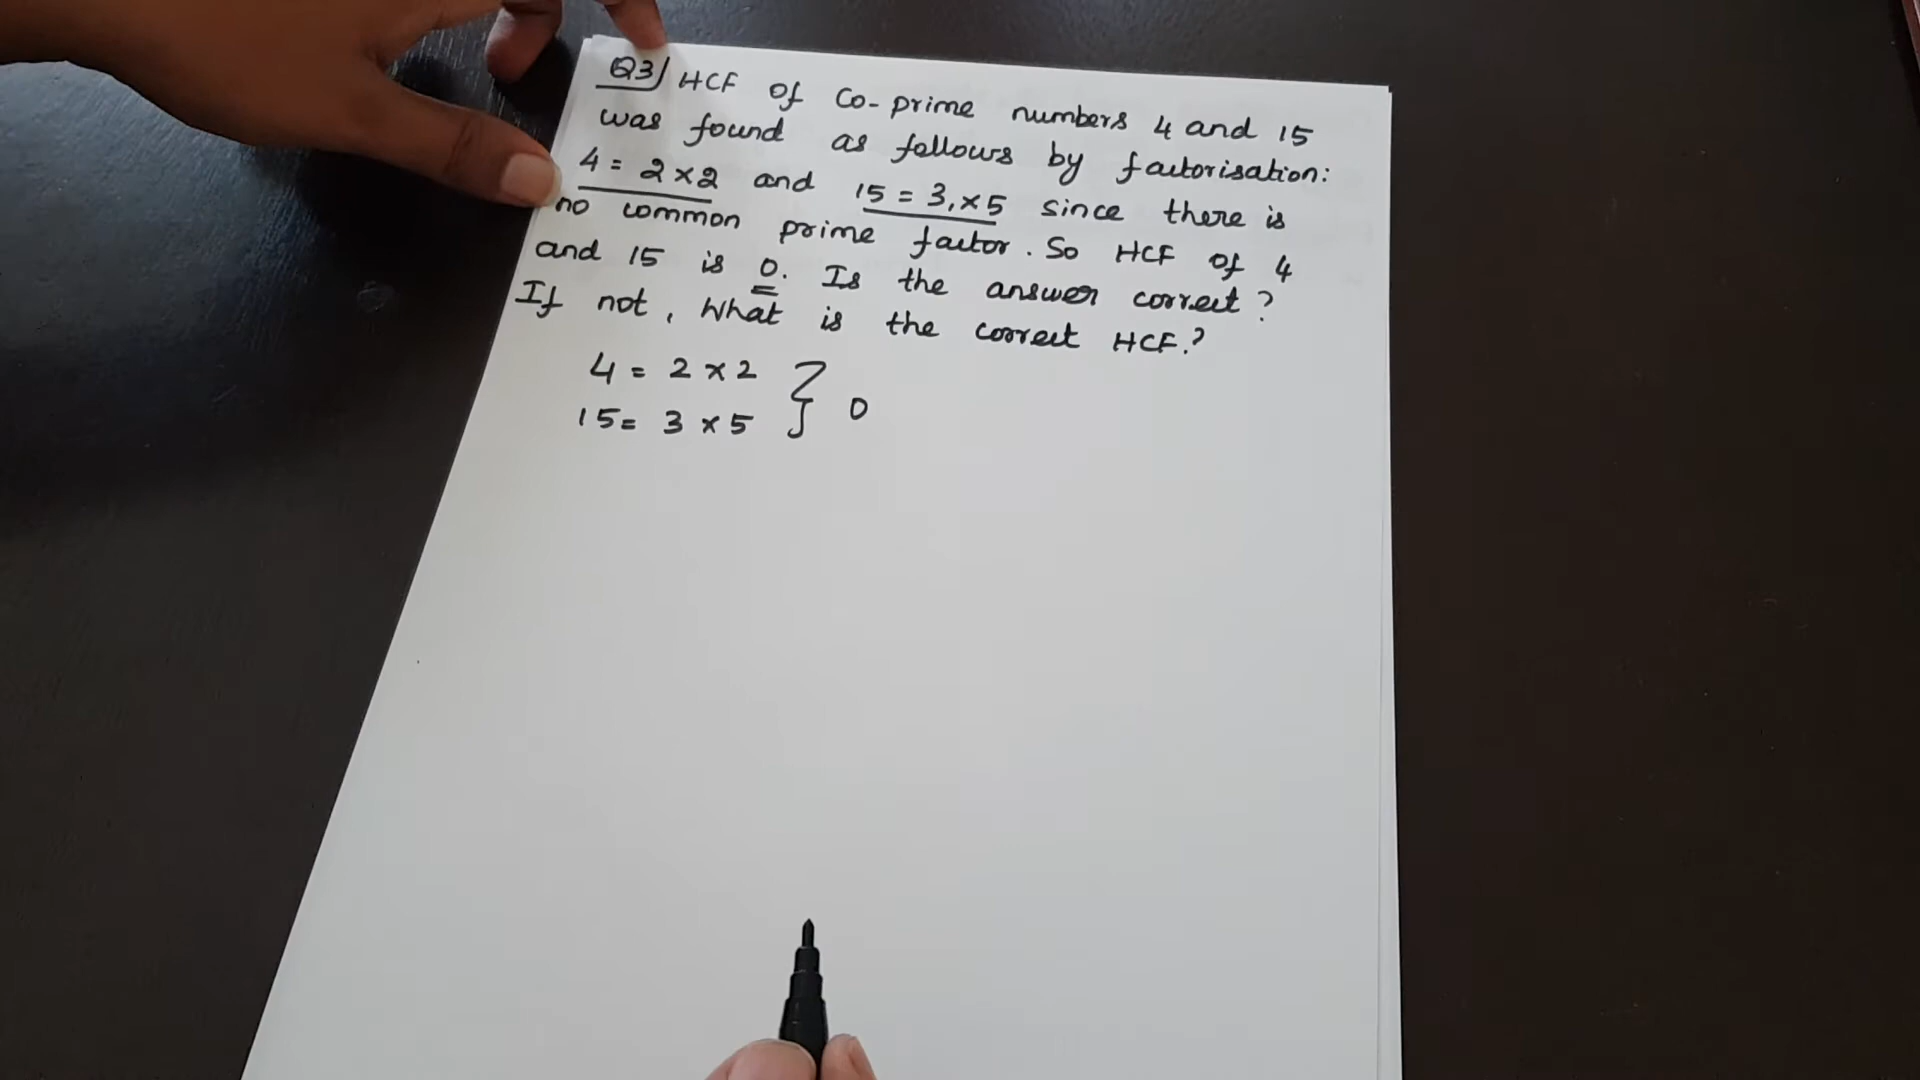 Q3) HCF of Co-prime numbers 4 and 15
was found as follows by factorisation:
4 = 2 × 2 and 15 = 3, × 5 since there is
no common prime factor. So HCF of 4
and 15 is 0. Is the answer correct?
If not, What is the correct HCF?
4 = 2 × 2
15 = 3 × 5 } 0